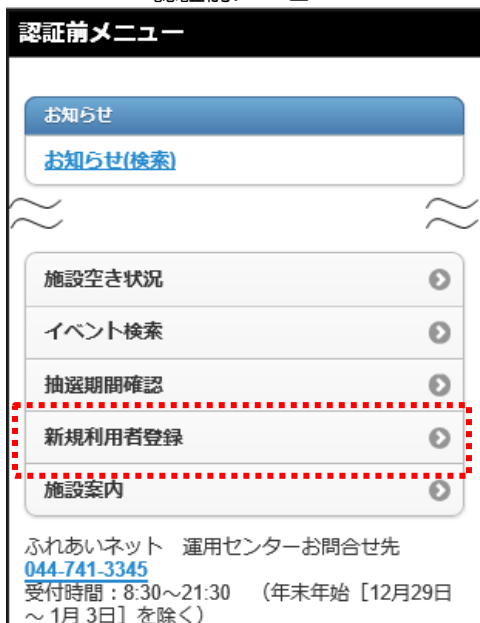 認証前メニュー
お知らせ
お知らせ(検索)
施設空き状況
イベント検索
抽選期間確認
新規利用者登録
施設案内
ふれあいネット　運用センターお問合せ先
044-741-3345
受付時間：8:30～21:30　（年末年始［12月29日
～ 1月 3日］を除く）